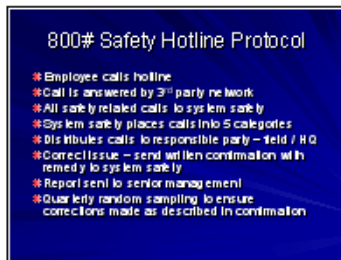 800# Safety Hotline Protocol
Employee calls hotline
Call is answered by 3rd party network
All safety related calls to system safety
System safety places calls into 5 categories
Distributes calls to responsible party – field / HQ
Correct issue – send written confirmation with
remedy to system safety
Report sent to senior management
Quarterly random sampling to ensure
corrections made as described in confirmation